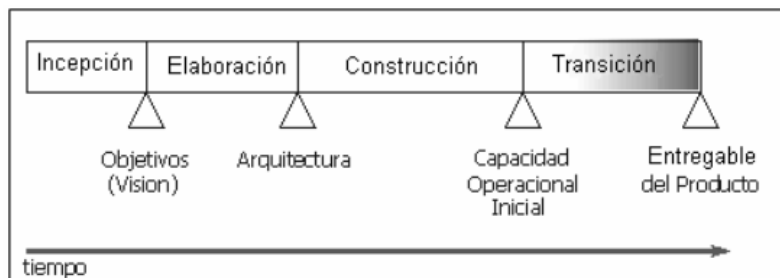 Incepción
Elaboración
Construcción
Transición
Objetivos
(Vision)
Arquitectura
Capacidad
Operacional
Inicial
Entregable
del Producto
tiempo